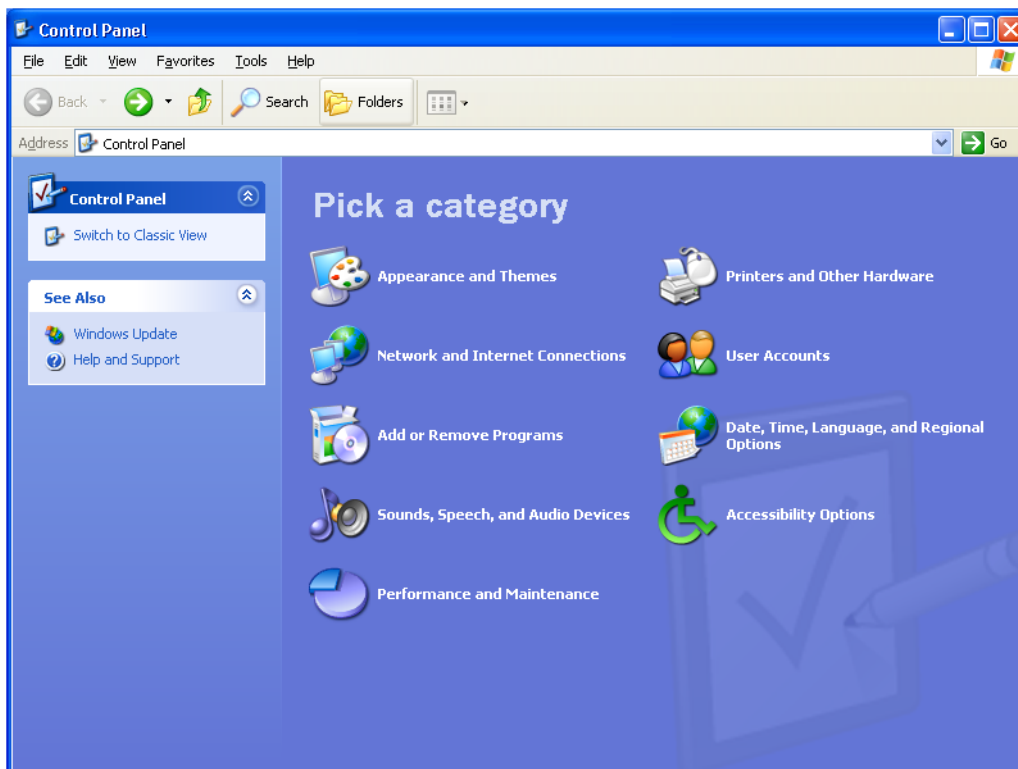 Control Panel
File Edit View Favorites Tools Help
Back Search Folders
Address Control Panel Go
Control Panel
Switch to Classic View
See Also
Windows Update
Help and Support
Pick a category
Appearance and Themes
Printers and Other Hardware
Network and Internet Connections
User Accounts
Add or Remove Programs
Date, Time, Language, and Regional
Options
Sounds, Speech, and Audio Devices
Accessibility Options
Performance and Maintenance